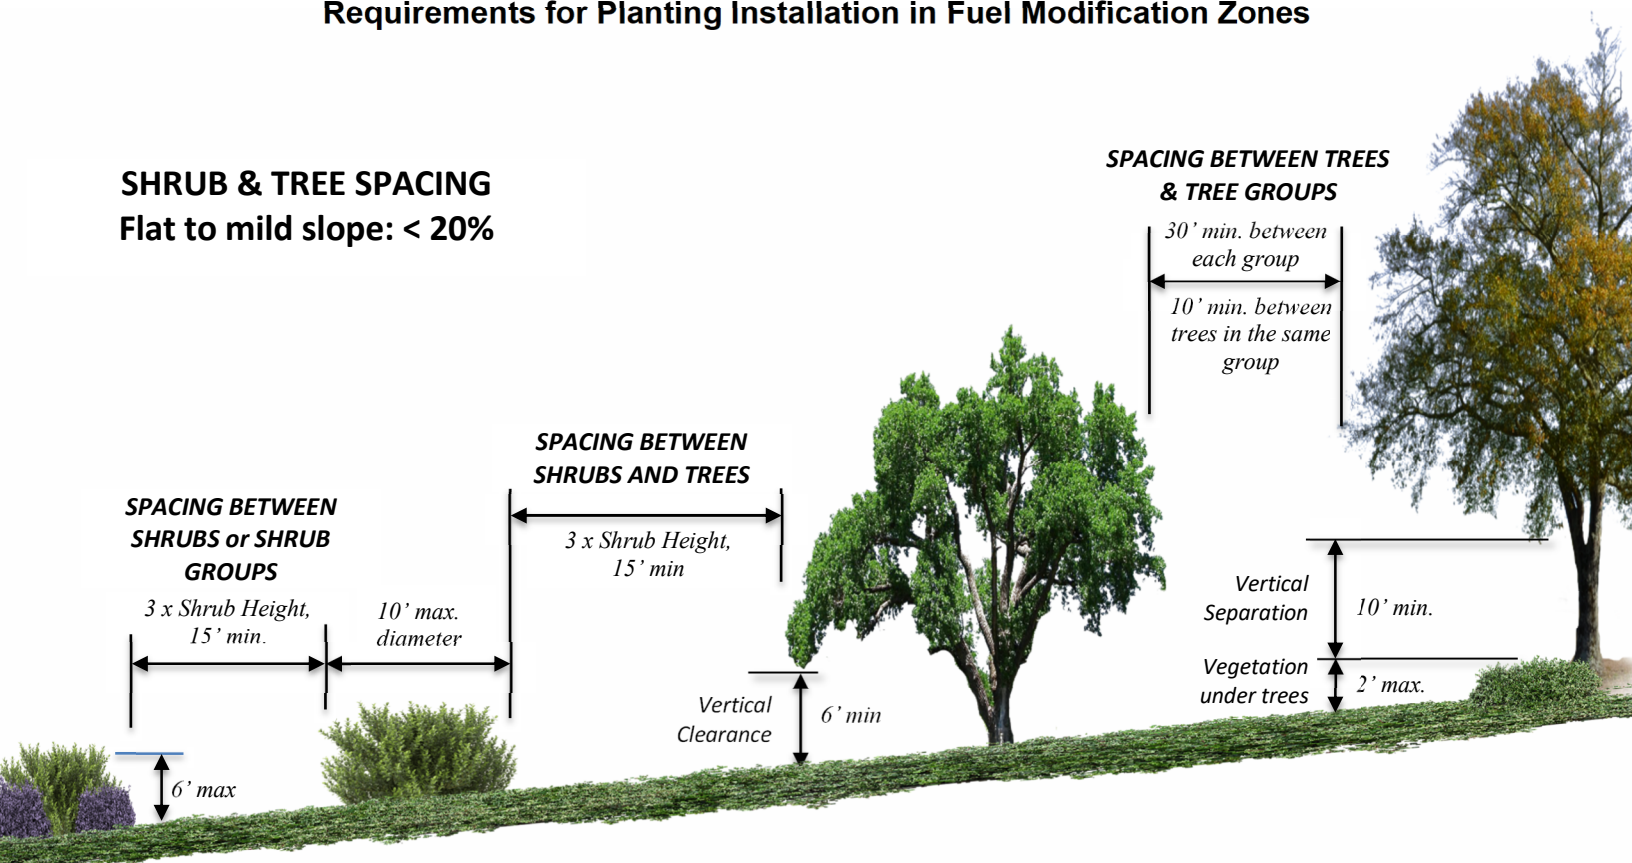 Requirements for Planting Installation in Fuel Modification Zones
SHRUB & TREE SPACING
Flat to mild slope: < 20%
SPACING BETWEEN TREES
& TREE GROUPS
30’ min. between
each group
10’ min. between
trees in the same
group
SPACING BETWEEN
SHRUBS AND TREES
3 x Shrub Height,
15’ min
SPACING BETWEEN
SHRUBS or SHRUB
GROUPS
3 x Shrub Height,
15’ min.
10’ max.
diameter
Vertical
Separation
10’ min.
Vegetation
under trees
2’ max.
Vertical
Clearance
6’ min
6’ max